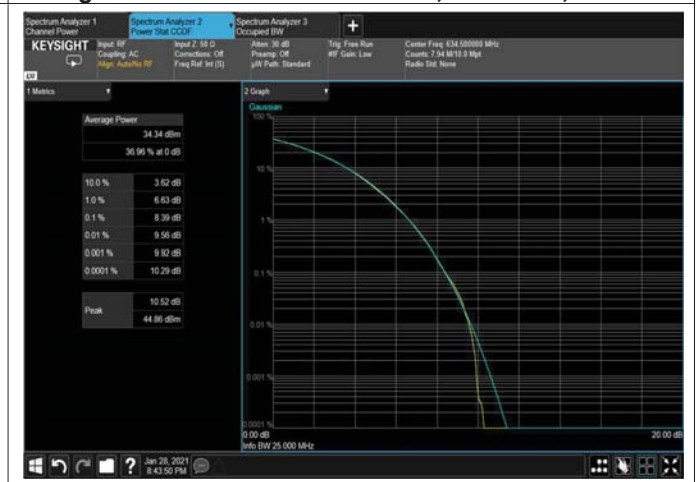 Spectrum Analyzer 1
Channel Power
Spectrum Analyzer 2
Power Stat CCDF
Spectrum Analyzer 3
Occupied BW
+
KEYSIGHT
Input: RF
Coupling: AC
Align: Auto/No RF
Input Z: 50 Ω
Corrections: Off
Freq Ref: Int (S)
Atten: 30 dB
Preamp: Off
µW Path: Standard
Trig: Free Run
#IF Gain: Low
Center Freq: 634.500000 MHz
Counts: 7.94 M/10.0 Mpt
Radio Std: None
1 Metrics
Average Power
34.34 dBm
36.96 % at 0 dB
10.0 % 3.62 dB
1.0 % 6.63 dB
0.1 % 8.39 dB
0.01 % 9.56 dB
0.001 % 9.92 dB
0.0001 % 10.29 dB
Peak
10.52 dB
44.86 dBm
2 Graph
Gaussian
100 %
10 %
1 %
0.1 %
0.01 %
0.001 %
0.0001 %
0.00 dB
20.00 dB
Info BW 25.000 MHz
Jan 28, 2021
8:43:50 PM